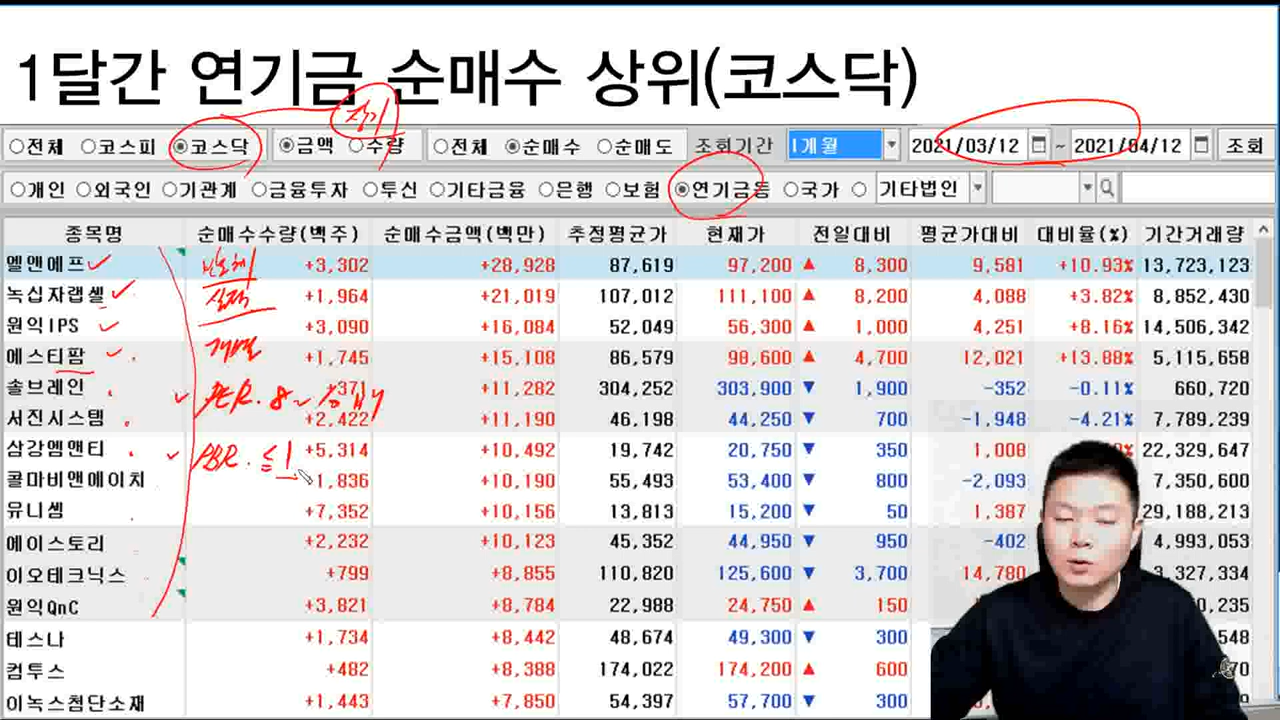 1달간 연기금 순매수 상위(코스닥)
장기
전체 코스피 코스닥 금액 수량 전체 순매수 순매도 조회기간 1개월 2021/03/12 ~ 2021/04/12 조회
개인 외국인 기관계 금융투자 투신 기타금융 은행 보험 연기금등 국가 기타법인
종목명 순매수수량(백주) 순매수금액(백만) 추정평균가 현재가 전일대비 평균가대비 대비율(%) 기간거래량
엘앤에프 반도체 +3,302 +28,928 87,619 97,200 ▲ 8,300 9,581 +10.93% 13,723,123
녹십자랩셀 실적 +1,964 +21,019 107,012 111,100 ▲ 8,200 4,088 +3.82% 8,852,430
원익IPS +3,090 +16,084 52,049 56,300 ▲ 1,000 4,251 +8.16% 14,506,342
에스티팜 개별 +1,745 +15,108 86,579 98,600 ▲ 4,700 12,021 +13.88% 5,115,658
솔브레인 PER. 8~ +371 +11,282 304,252 303,900 ▼ 1,900 -352 -0.11% 660,720
서진시스템 +2,422 +11,190 46,198 44,250 ▼ 700 -1,948 -4.21% 7,789,239
삼강엠앤티 PBR. ≤1 +5,314 +10,492 19,742 20,750 ▼ 350 1,008 22,329,647
콜마비앤에이치 +1,836 +10,190 55,493 53,400 ▼ 800 -2,093 7,350,600
유니셈 +7,352 +10,156 13,813 15,200 ▼ 50 1,387 29,188,213
에이스토리 +2,232 +10,123 45,352 44,950 ▼ 950 -402 4,993,053
이오테크닉스 +799 +8,855 110,820 125,600 ▼ 3,700 14,780 3,327,334
원익QnC +3,821 +8,784 22,988 24,750 ▲ 150
테스나 +1,734 +8,442 48,674 49,300 ▼ 300
컴투스 +482 +8,388 174,022 174,200 ▲ 600
이녹스첨단소재 +1,443 +7,850 54,397 57,700 ▼ 300